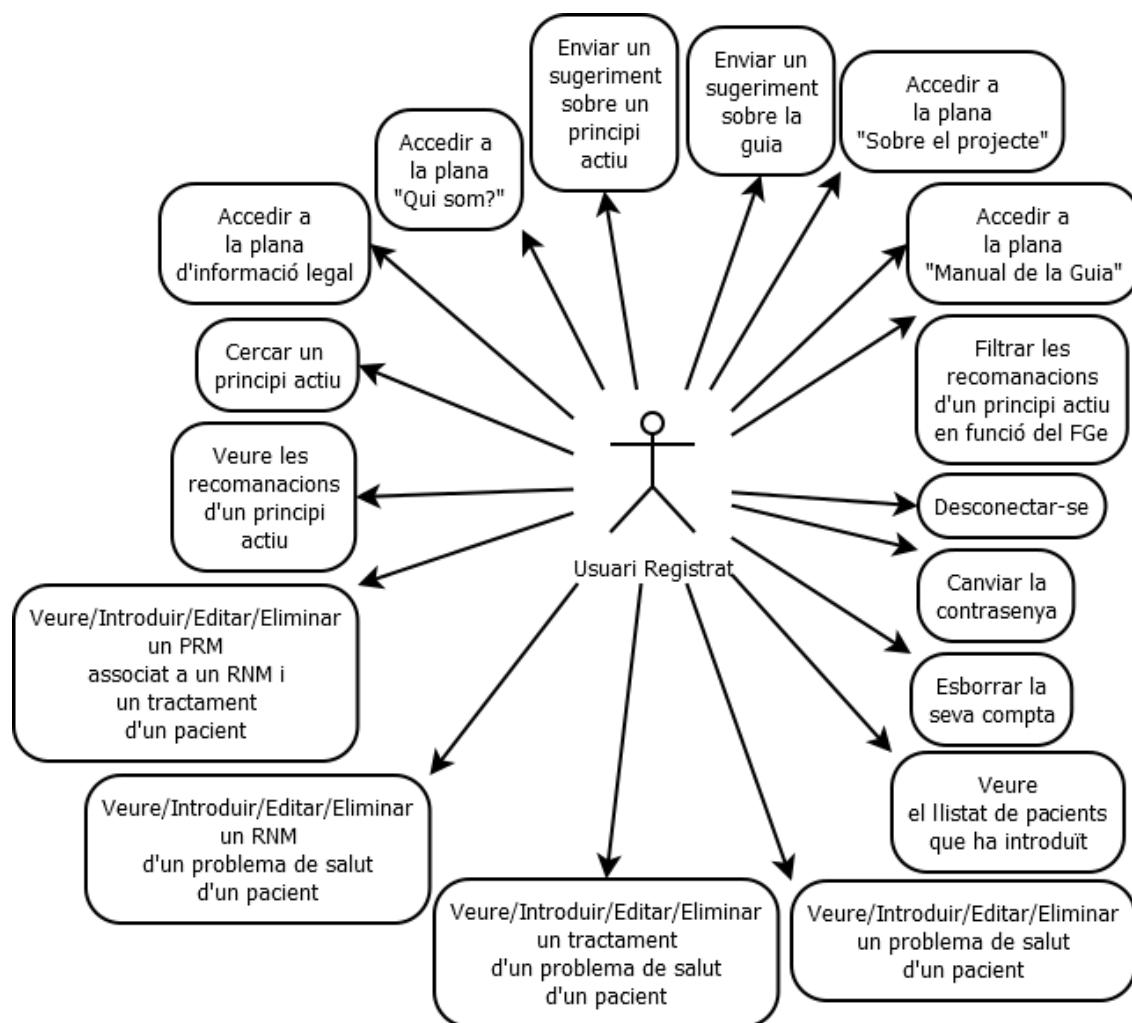 Enviar un
sugeriment
sobre un
principi
actiu
Enviar un
sugeriment
sobre la
guia
Accedir a
la plana
"Sobre el projecte"
Accedir a
la plana
"Qui som?"
Accedir a
la plana
d'informació legal
Accedir a
la plana
"Manual de la Guia"
Cercar un
principi actiu
Filtrar les
recomanacions
d'un principi actiu
en funció del FGe
Veure les
recomanacions
d'un principi
actiu
Desconectar-se
Usuari Registrat
Canviar la
contrasenya
Veure/Introduir/Editar/Eliminar
un PRM
associat a un RNM i
un tractament
d'un pacient
Esborrar la
seva compta
Veure
el llistat de pacients
que ha introduït
Veure/Introduir/Editar/Eliminar
un RNM
d'un problema de salut
d'un pacient
Veure/Introduir/Editar/Eliminar
un tractament
d'un problema de salut
d'un pacient
Veure/Introduir/Editar/Eliminar
un problema de salut
d'un pacient